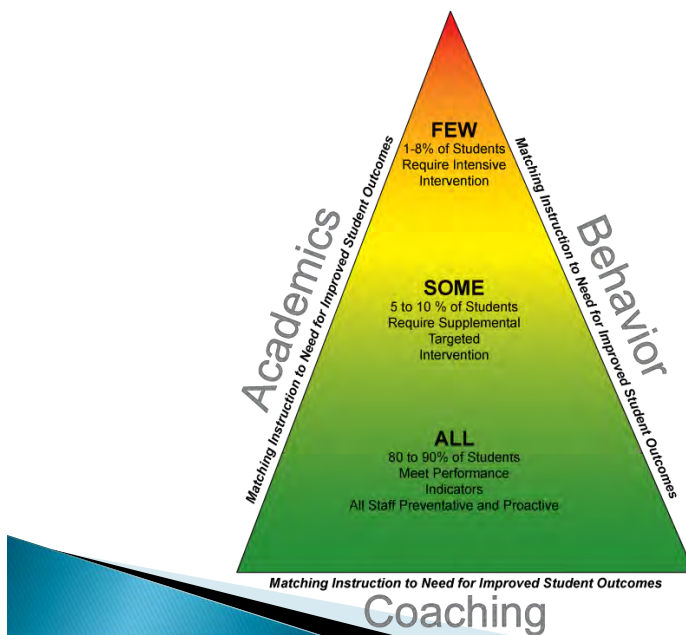 FEW
1-8% of Students
Require Intensive
Intervention
SOME
5 to 10 % of Students
Require Supplemental
Targeted
Intervention
ALL
80 to 90% of Students
Meet Performance
Indicators
All Staff Preventative and Proactive
Academics
Matching Instruction to Need for Improved Student Outcomes
Matching Instruction to Need for Improved Student Outcomes
Behavior
Matching Instruction to Need for Improved Student Outcomes
Coaching